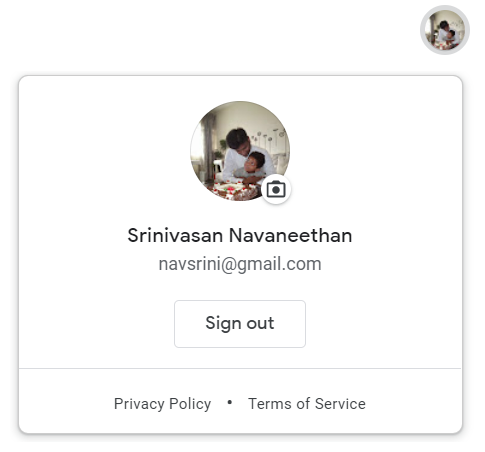 Srinivasan Navaneethan
navsrini@gmail.com
Sign out
Privacy Policy • Terms of Service